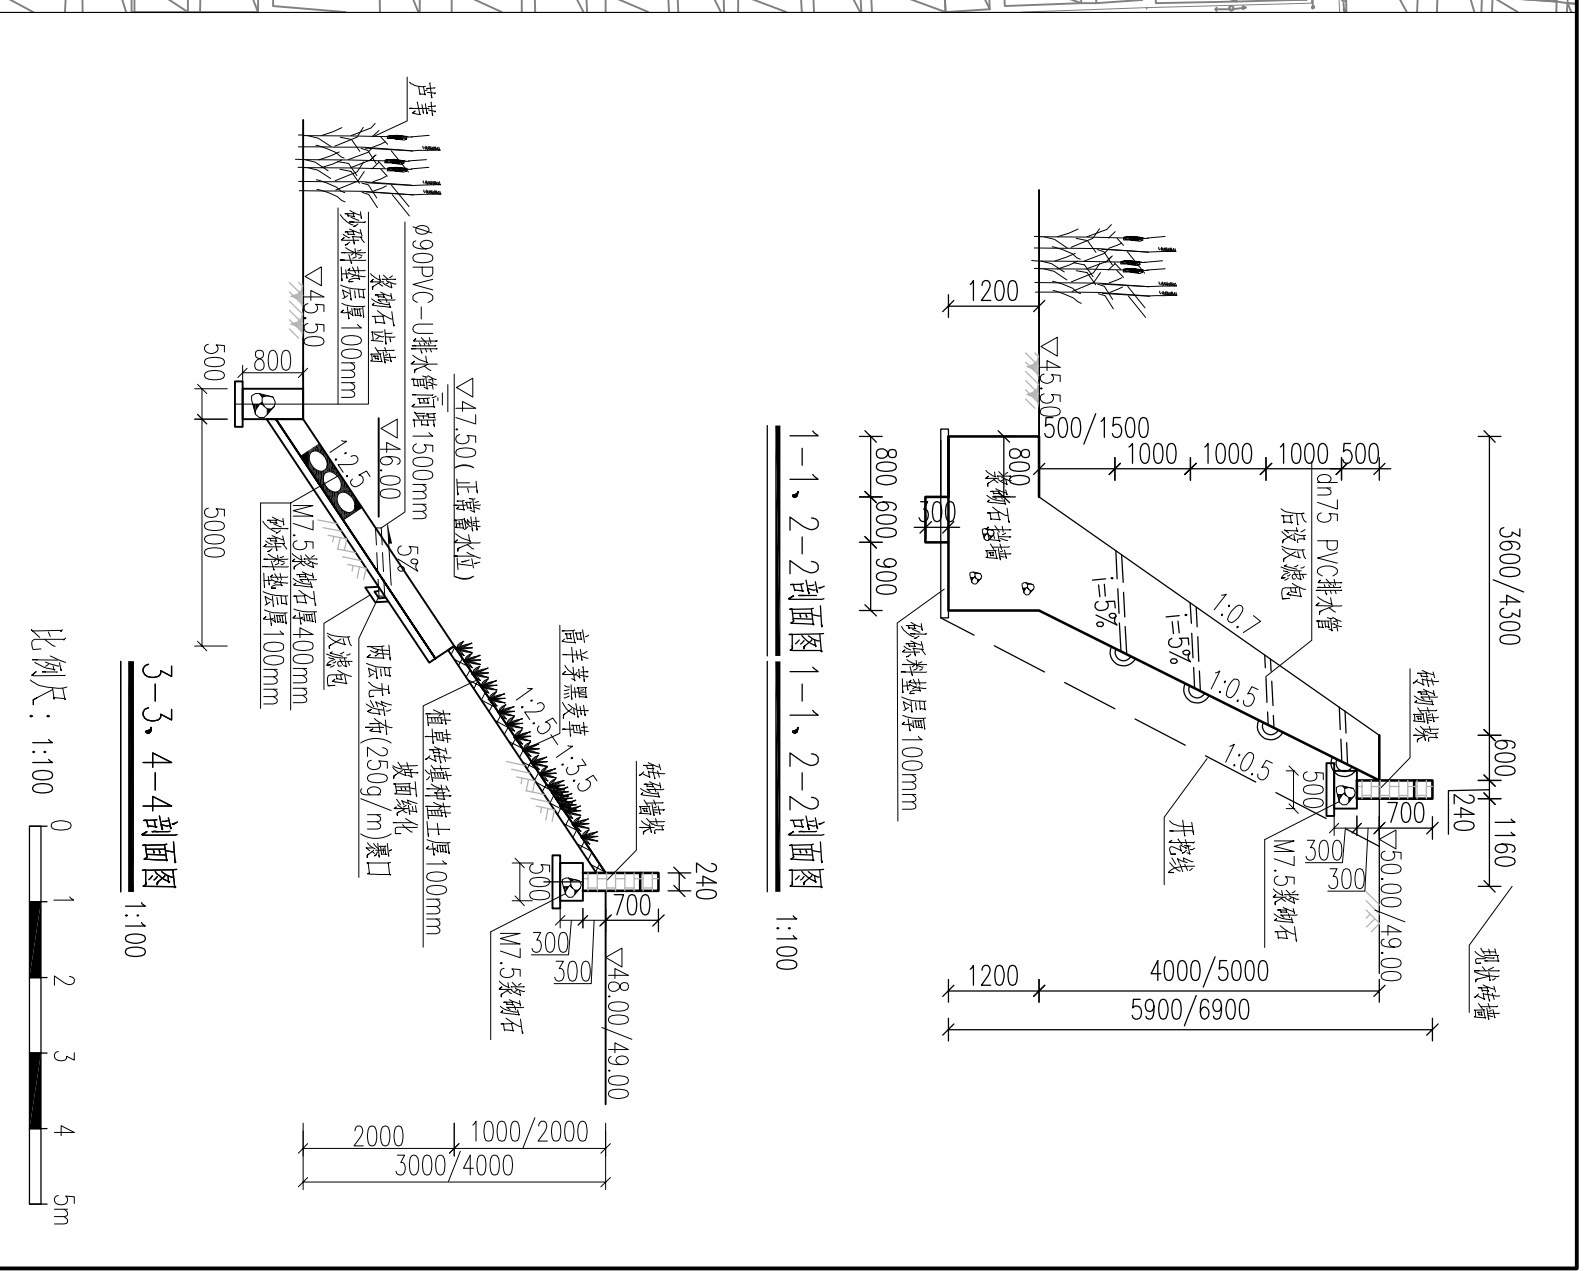 3600/4300
600
1160
240
现状砖墙
砖砌墙垛
500
1000
1000
1000
500/1500
dn75 PVC排水管
后设反滤包
1:0.7
i=5%
i=5%
1:0.5
1:0.5
500
700
300
300
▽50.00/49.00
M7.5浆砌石
开挖线
▽45.50
1200
800
浆砌石挡墙
300
800
600
900
砂砾料垫层厚100mm
1200
4000/5000
5900/6900
1-1、2-2剖面图
1-1、2-2剖面图
1:100
芦苇
▽47.50(正常蓄水位)
Ø90PVC-U排水管间距1500mm
▽46.00
浆砌石齿墙
砂砾料垫层厚100mm
▽45.50
800
500
5000
1:2.5
5%
M7.5浆砌石厚400mm
砂砾料垫层厚100mm
反滤包
两层无纺布(250g/m)裹口
高羊茅黑麦草
1:2.5-1:3.5
植草砖填种植土厚100mm
坡面绿化
砖砌墙垛
240
500
700
300
300
M7.5浆砌石
▽48.00/49.00
2000
1000/2000
3000/4000
3-3、4-4剖面图
1:100
比例尺：1:100
0
1
2
3
4
5m